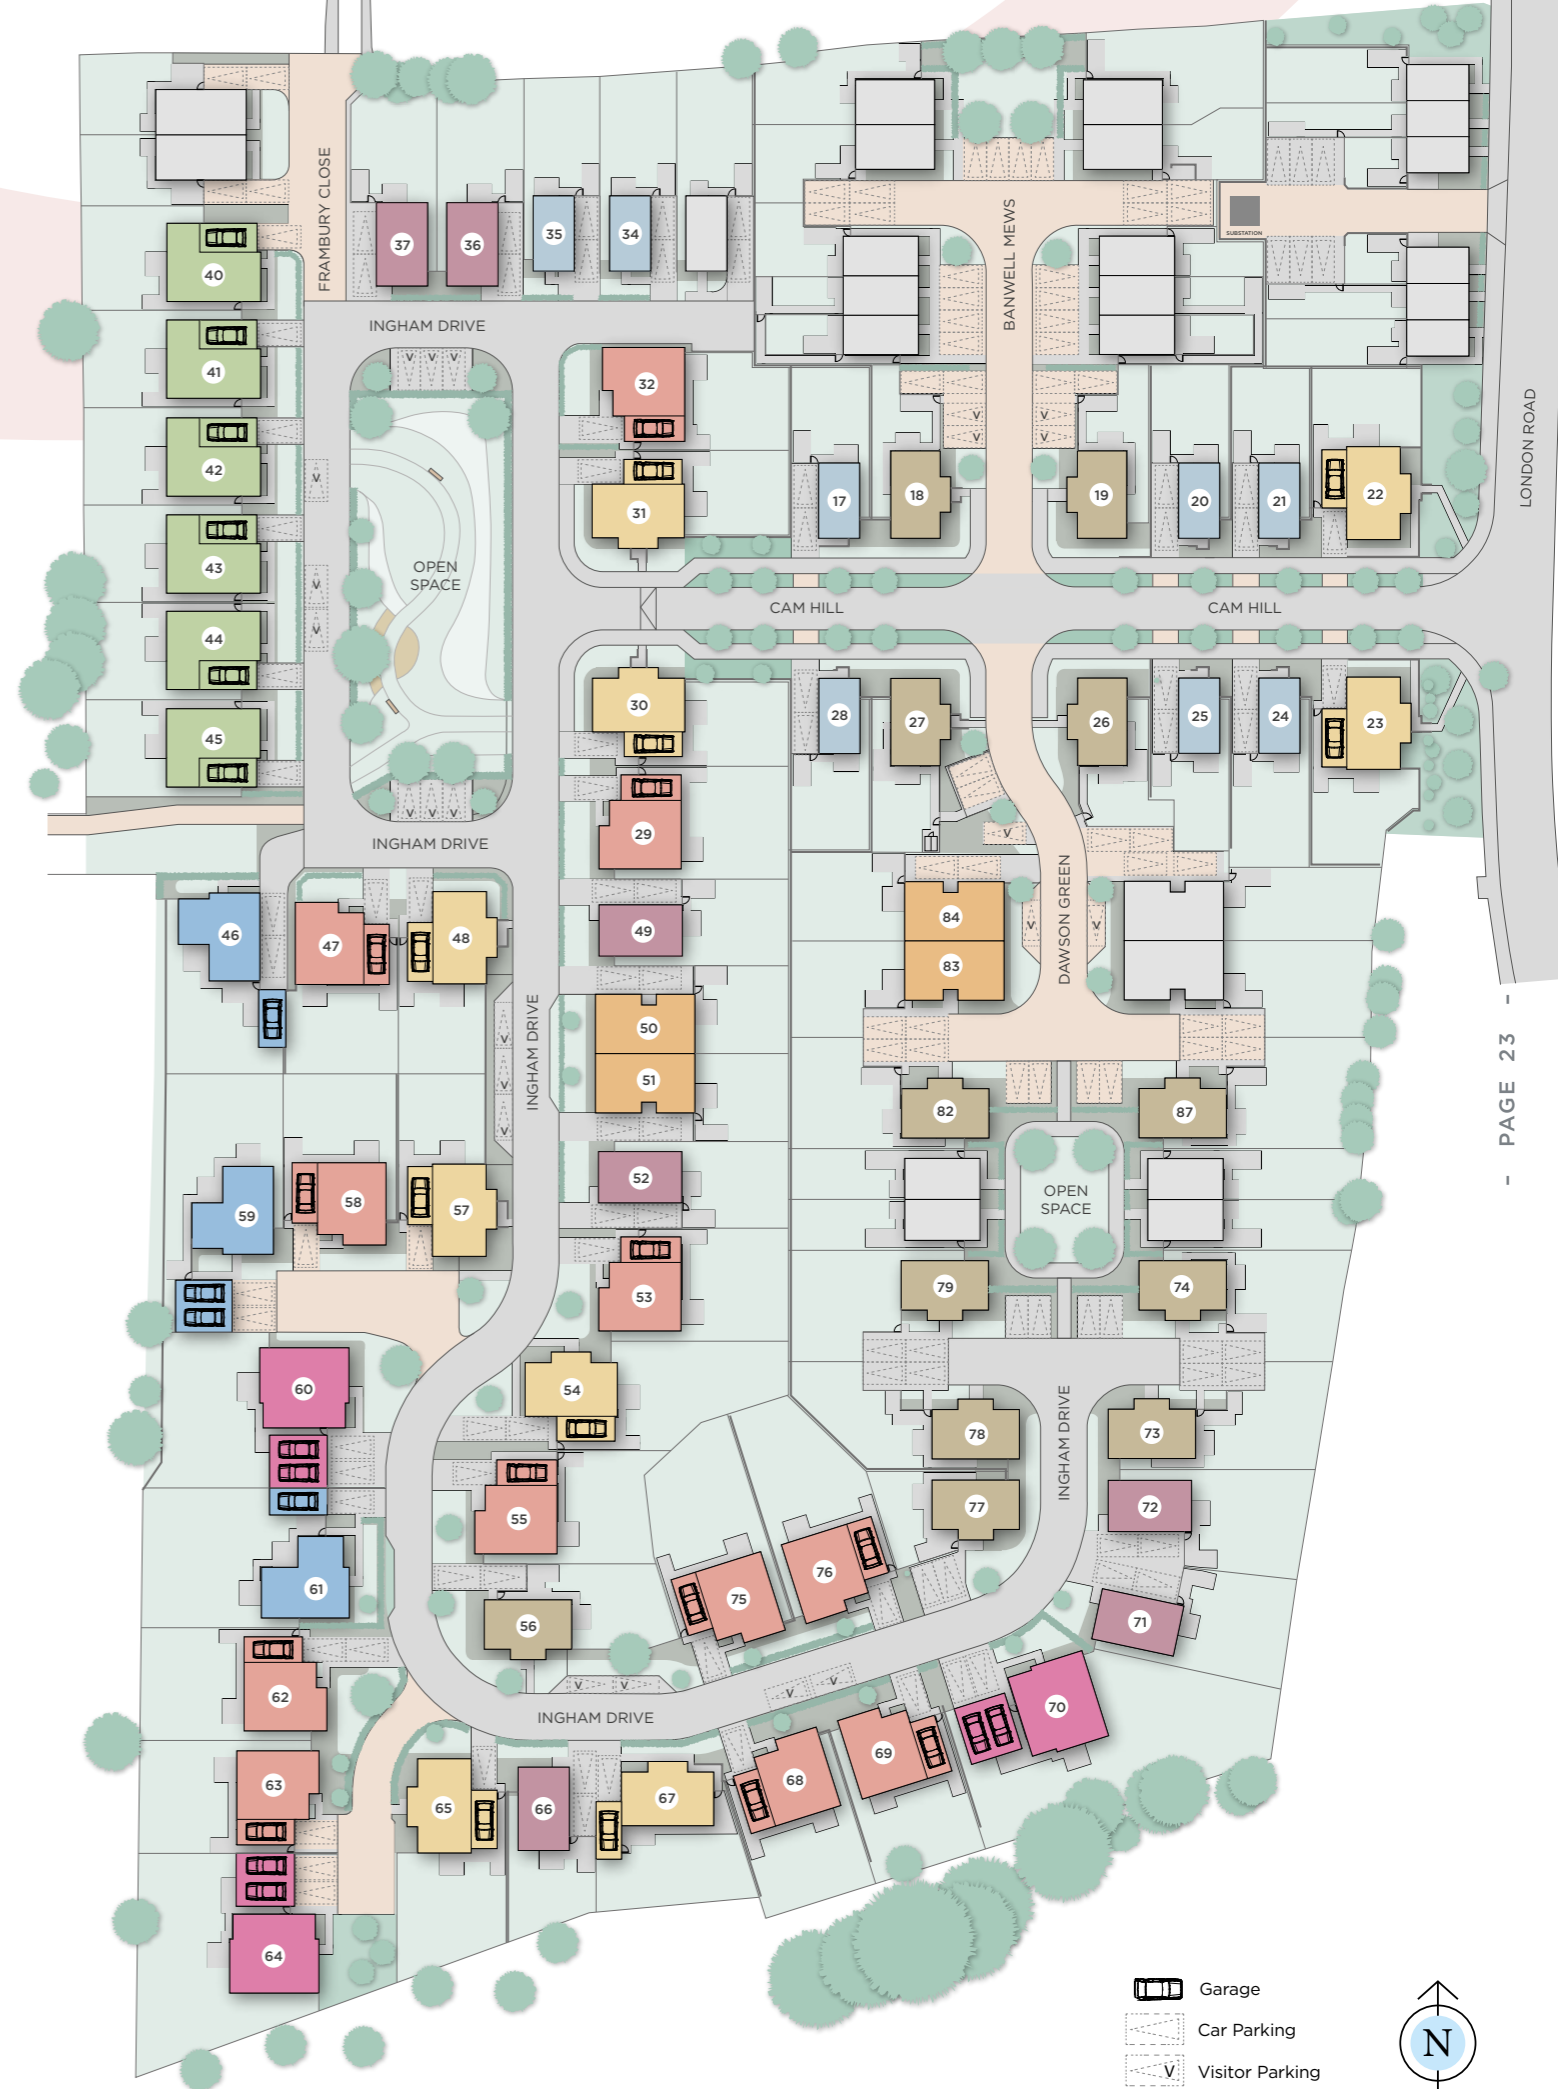 FRAMBURY CLOSE
BANWELL MEWS
SUBSTATION
40
37
36
35
34
INGHAM DRIVE
41
32
42
31
17
18
19
20
21
22
LONDON ROAD
43
OPEN
SPACE
CAM HILL
CAM HILL
44
45
30
28
27
26
25
24
23
INGHAM DRIVE
29
46
47
48
49
84
83
DAWSON GREEN
INGHAM DRIVE
50
51
- PAGE 23 -
82
87
59
58
57
52
OPEN
SPACE
53
79
74
60
54
78
73
INGHAM DRIVE
55
77
72
61
75
76
71
56
62
INGHAM DRIVE
70
63
65
66
67
68
69
64
V V V
V
V
V
V
V
V
V
V V V
V
V
V
V
V
V
V V
V V
Garage
Car Parking
V Visitor Parking
N